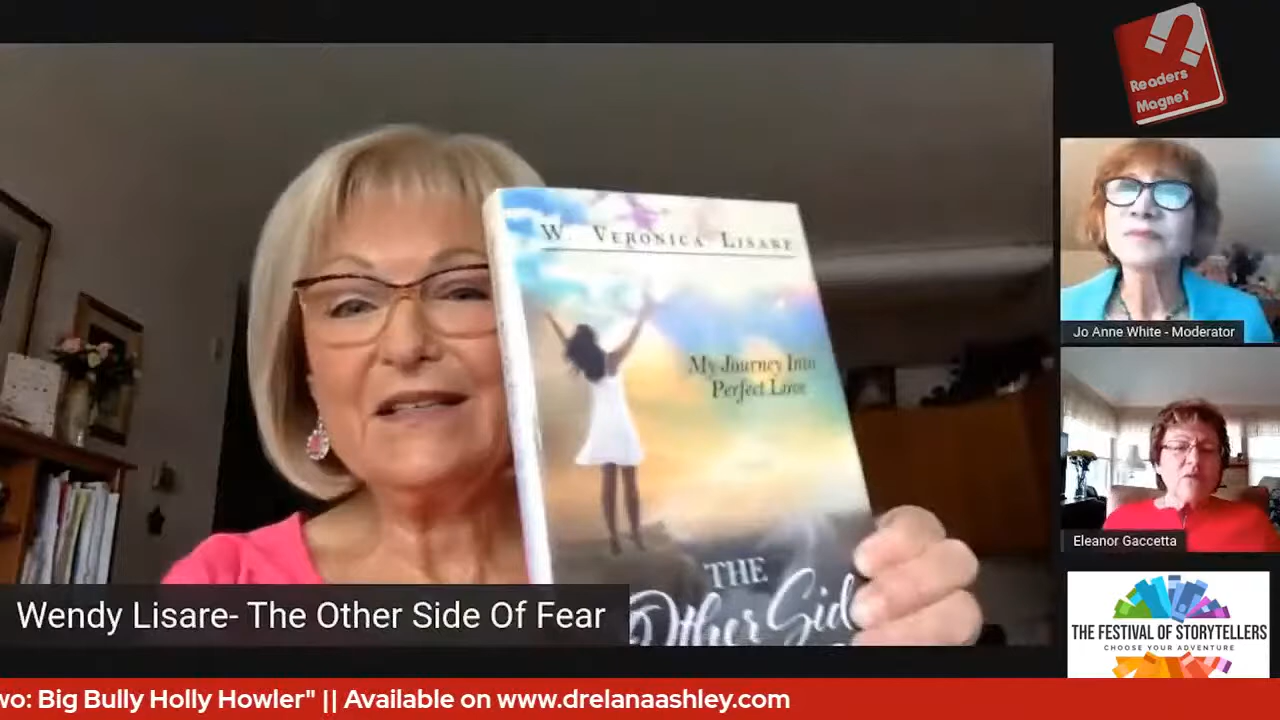 Readers
Magnet
W. VERONICA LISARE
My Journey Into
Perfect Love
THE
Other Sid
Wendy Lisare- The Other Side Of Fear
Jo Anne White - Moderator
Eleanor Gaccetta
THE FESTIVAL OF STORYTELLERS
CHOOSE YOUR ADVENTURE
wo: Big Bully Holly Howler" || Available on www.drelanaashley.com